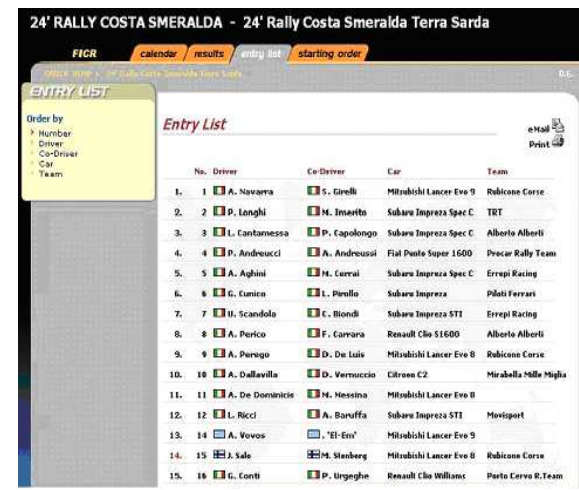 24' RALLY COSTA SMERALDA - 24' Rally Costa Smeralda Terra Sarda
FICR calendar results entry list starting order
ENTRY LIST
Order by
Number
Driver
Co-Driver
Car
Team
Entry List
eMail
Print
No. Driver Co-Driver Car Team
1. 1 A. Navarra S. Girelli Mitsubishi Lancer Evo 9 Rubicone Corse
2. 2 P. Longhi M. Imerito Subaru Impreza Spec C TRT
3. 3 L. Cantamessa P. Capolongo Subaru Impreza Spec C Alberto Alberti
4. 4 P. Andreucci A. Andreussi Fiat Punto Super 1600 Procar Rally Team
5. 5 A. Aghini M. Cerrai Subaru Impreza Spec C Errepi Racing
6. 6 G. Cunico L. Pirollo Subaru Impreza Piloti Ferrari
7. 7 U. Scandola C. Biondi Subaru Impreza STI Errepi Racing
8. 8 A. Perico F. Carrara Renault Clio S1600 Alberto Alberti
9. 9 A. Perego D. De Luis Mitsubishi Lancer Evo 8 Rubicone Corse
10. 10 A. Dallavilla D. Vernuccio Citroen C2 Mirabella Mille Miglia
11. 11 A. De Dominicis M. Messina Mitsubishi Lancer Evo 8
12. 12 L. Ricci A. Baruffa Subaru Impreza STI Movisport
13. 14 A. Vovos . 'El-Em' Mitsubishi Lancer Evo 9
14. 15 J. Salo M. Stenberg Mitsubishi Lancer Evo 8 Rubicone Corse
15. 16 G. Conti P. Urgeghe Renault Clio Williams Porto Cervo R.Team